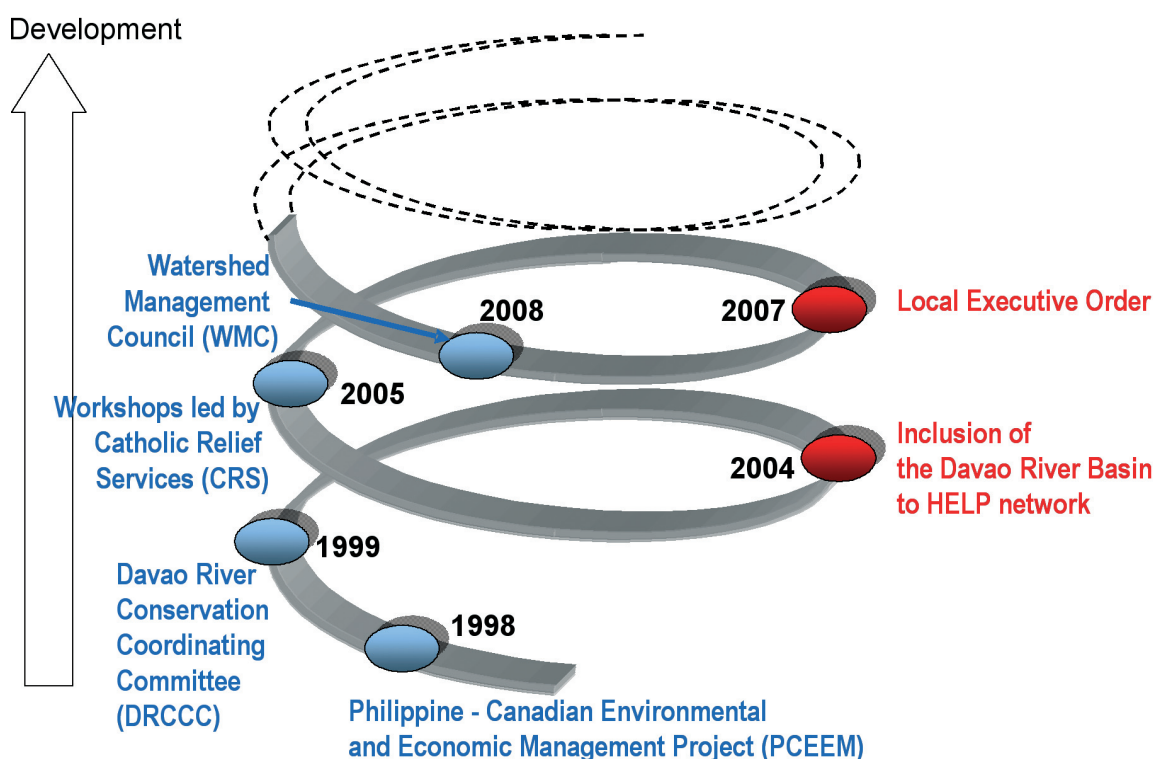 Development
Watershed
Management
Council (WMC)
2008
2007
Local Executive Order
2005
Workshops led by
Catholic Relief
Services (CRS)
2004
Inclusion of
the Davao River Basin
to HELP network
1999
Davao River
Conservation
Coordinating
Committee
(DRCCC)
1998
Philippine - Canadian Environmental
and Economic Management Project (PCEEM)